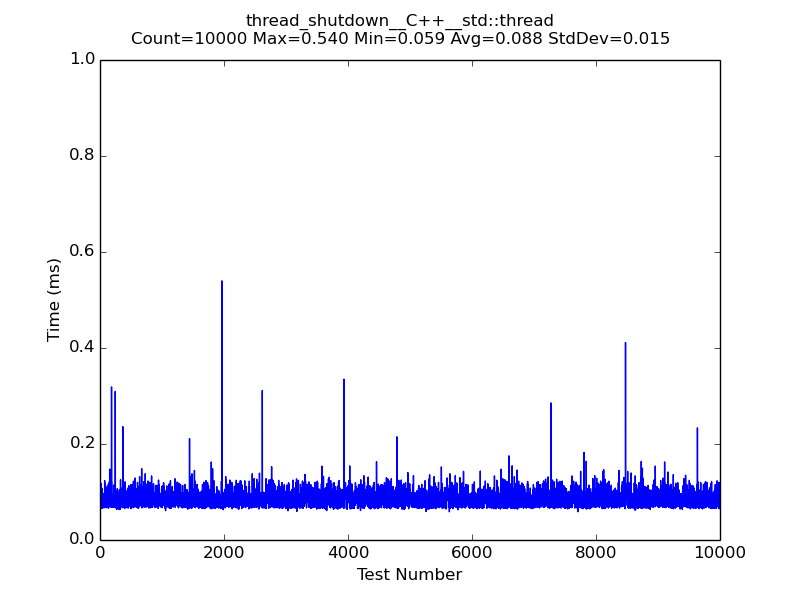 thread_shutdown__C++__std::thread
Count=10000 Max=0.540 Min=0.059 Avg=0.088 StdDev=0.015
1.0
0.8
0.6
0.4
0.2
0.0
Time (ms)
0 2000 4000 6000 8000 10000
Test Number